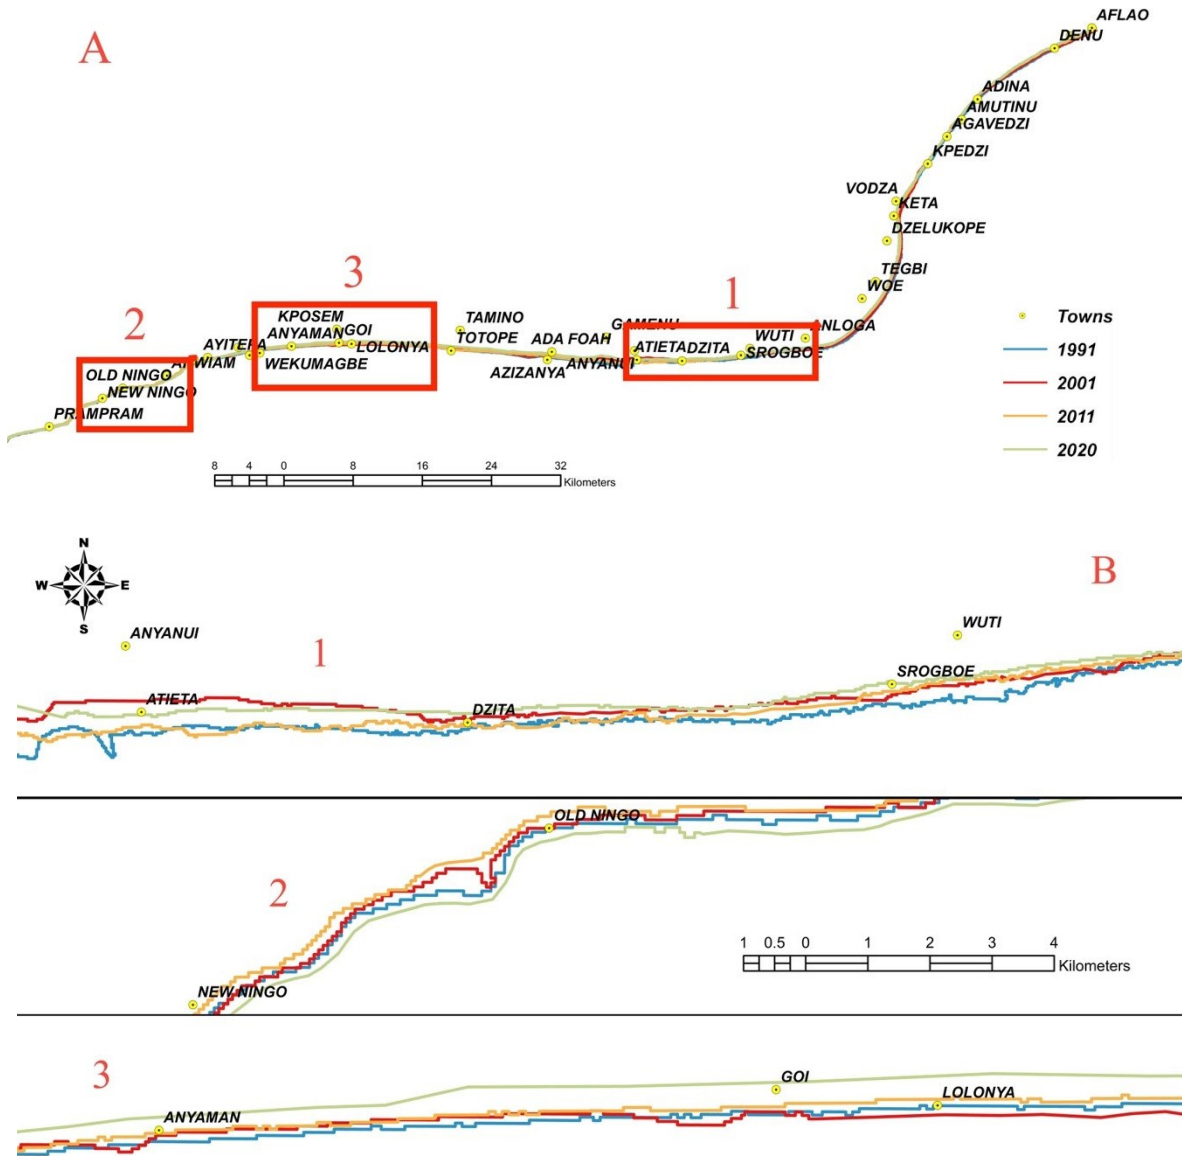 A
AFLAO
DENU
ADINA
AMUTINU
AGAVEDZI
KPEDZI
VODZA
KETA
DZELUKOPE
TEGBI
WOE
3
1
2
KPOSEM
GOI
TAMINO
GAMENU
WUTI
ANLOGA
AYITEPA
ANYAMAN
LOLONYA
TOTOPE
ADA FOAH
ATIETA
DZITA
SROGBOE
WEKUMAGBE
AZIZANYA
ANYANUI
OLD NINGO
NEW NINGO
PRAMPRAM
Towns
1991
2001
2011
2020
8 4 0 8 16 24 32
Kilometers
N
W E
S
B
ANYANUI
1
WUTI
SROGBOE
ATIETA
DZITA
OLD NINGO
2
NEW NINGO
1 0.5 0 1 2 3 4
Kilometers
3
GOI
LOLONYA
ANYAMAN